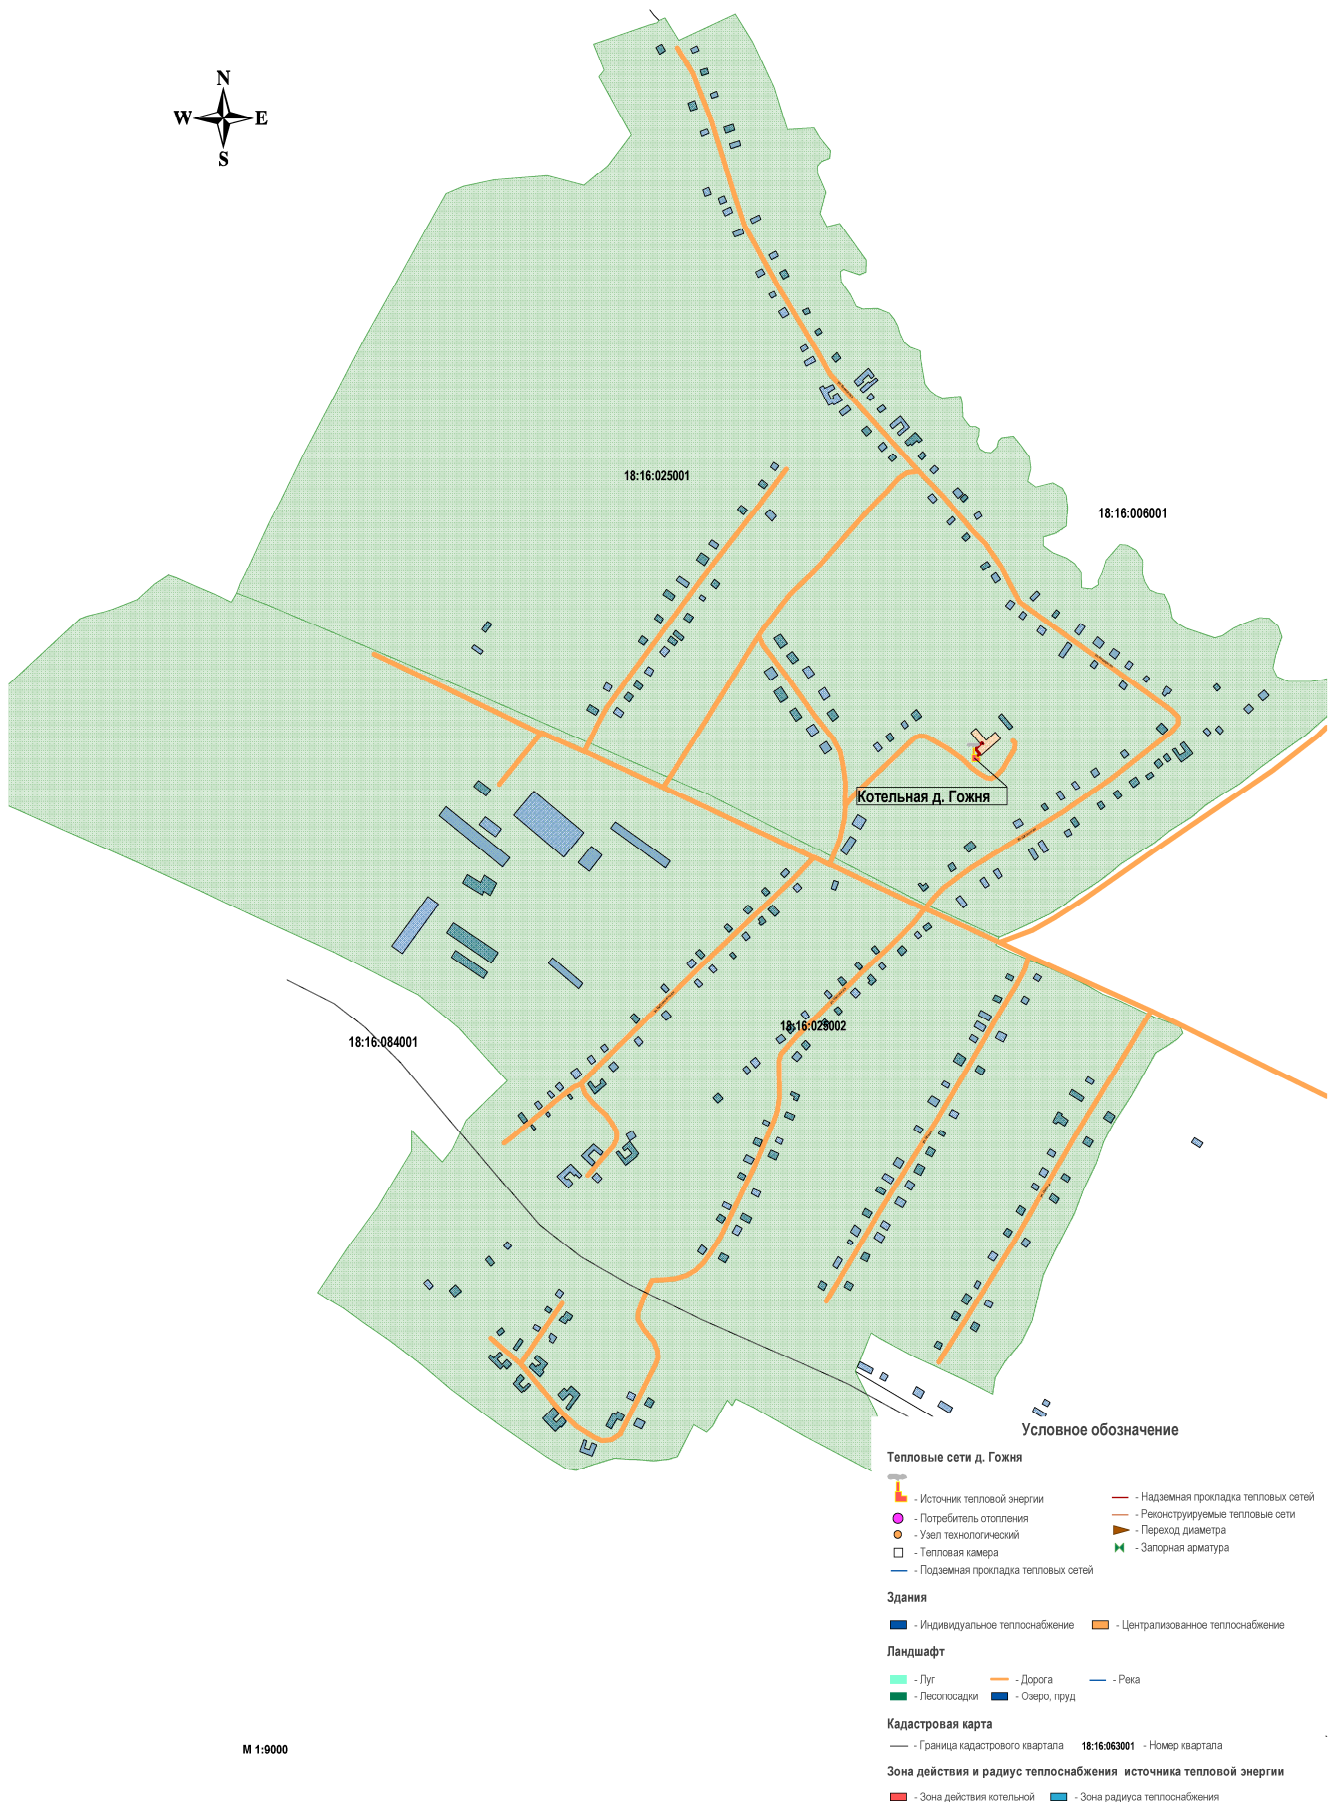 N
W E
S
18:16:025001
18:16:006001
Котельная д. Гожня
18:16:025002
18:16:084001
Условное обозначение
Тепловые сети д. Гожня
- Источник тепловой энергии
- Потребитель отопления
- Узел технологический
- Тепловая камера
- Подземная прокладка тепловых сетей
- Надземная прокладка тепловых сетей
- Реконструируемые тепловые сети
- Переход диаметра
- Запорная арматура
Здания
- Индивидуальное теплоснабжение - Централизованное теплоснабжение
Ландшафт
- Луг - Дорога - Река
- Лесопосадки - Озеро, пруд
Кадастровая карта
- Граница кадастрового квартала 18:16:063001 - Номер квартала
М 1:9000
Зона действия и радиус теплоснабжения источника тепловой энергии
- Зона действия котельной - Зона радиуса теплоснабжения